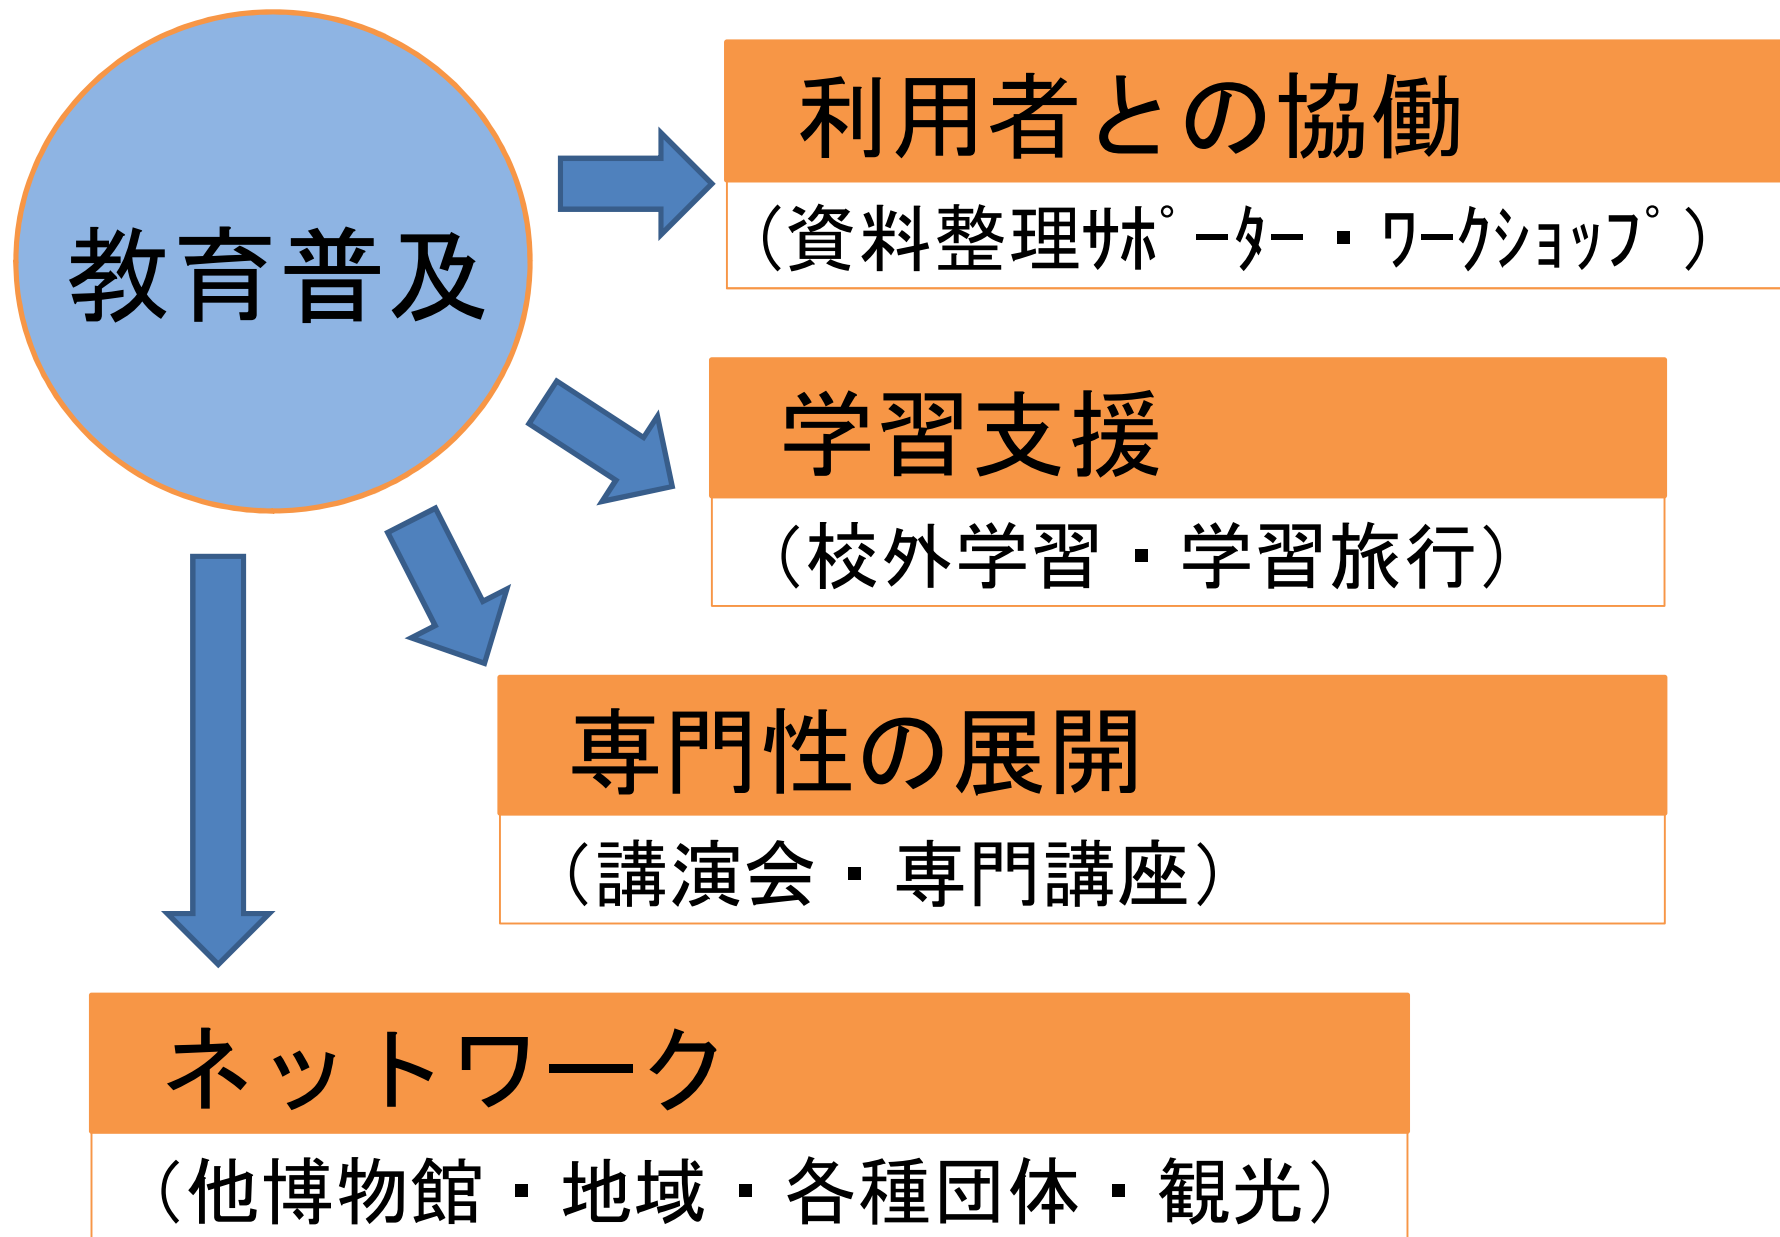 教育普及
利用者との協働
（資料整理ｻﾎﾟｰﾀｰ・ﾜｰｸｼｮｯﾌﾟ）
学習支援
（校外学習・学習旅行）
専門性の展開
（講演会・専門講座）
ネットワーク
（他博物館・地域・各種団体・観光）